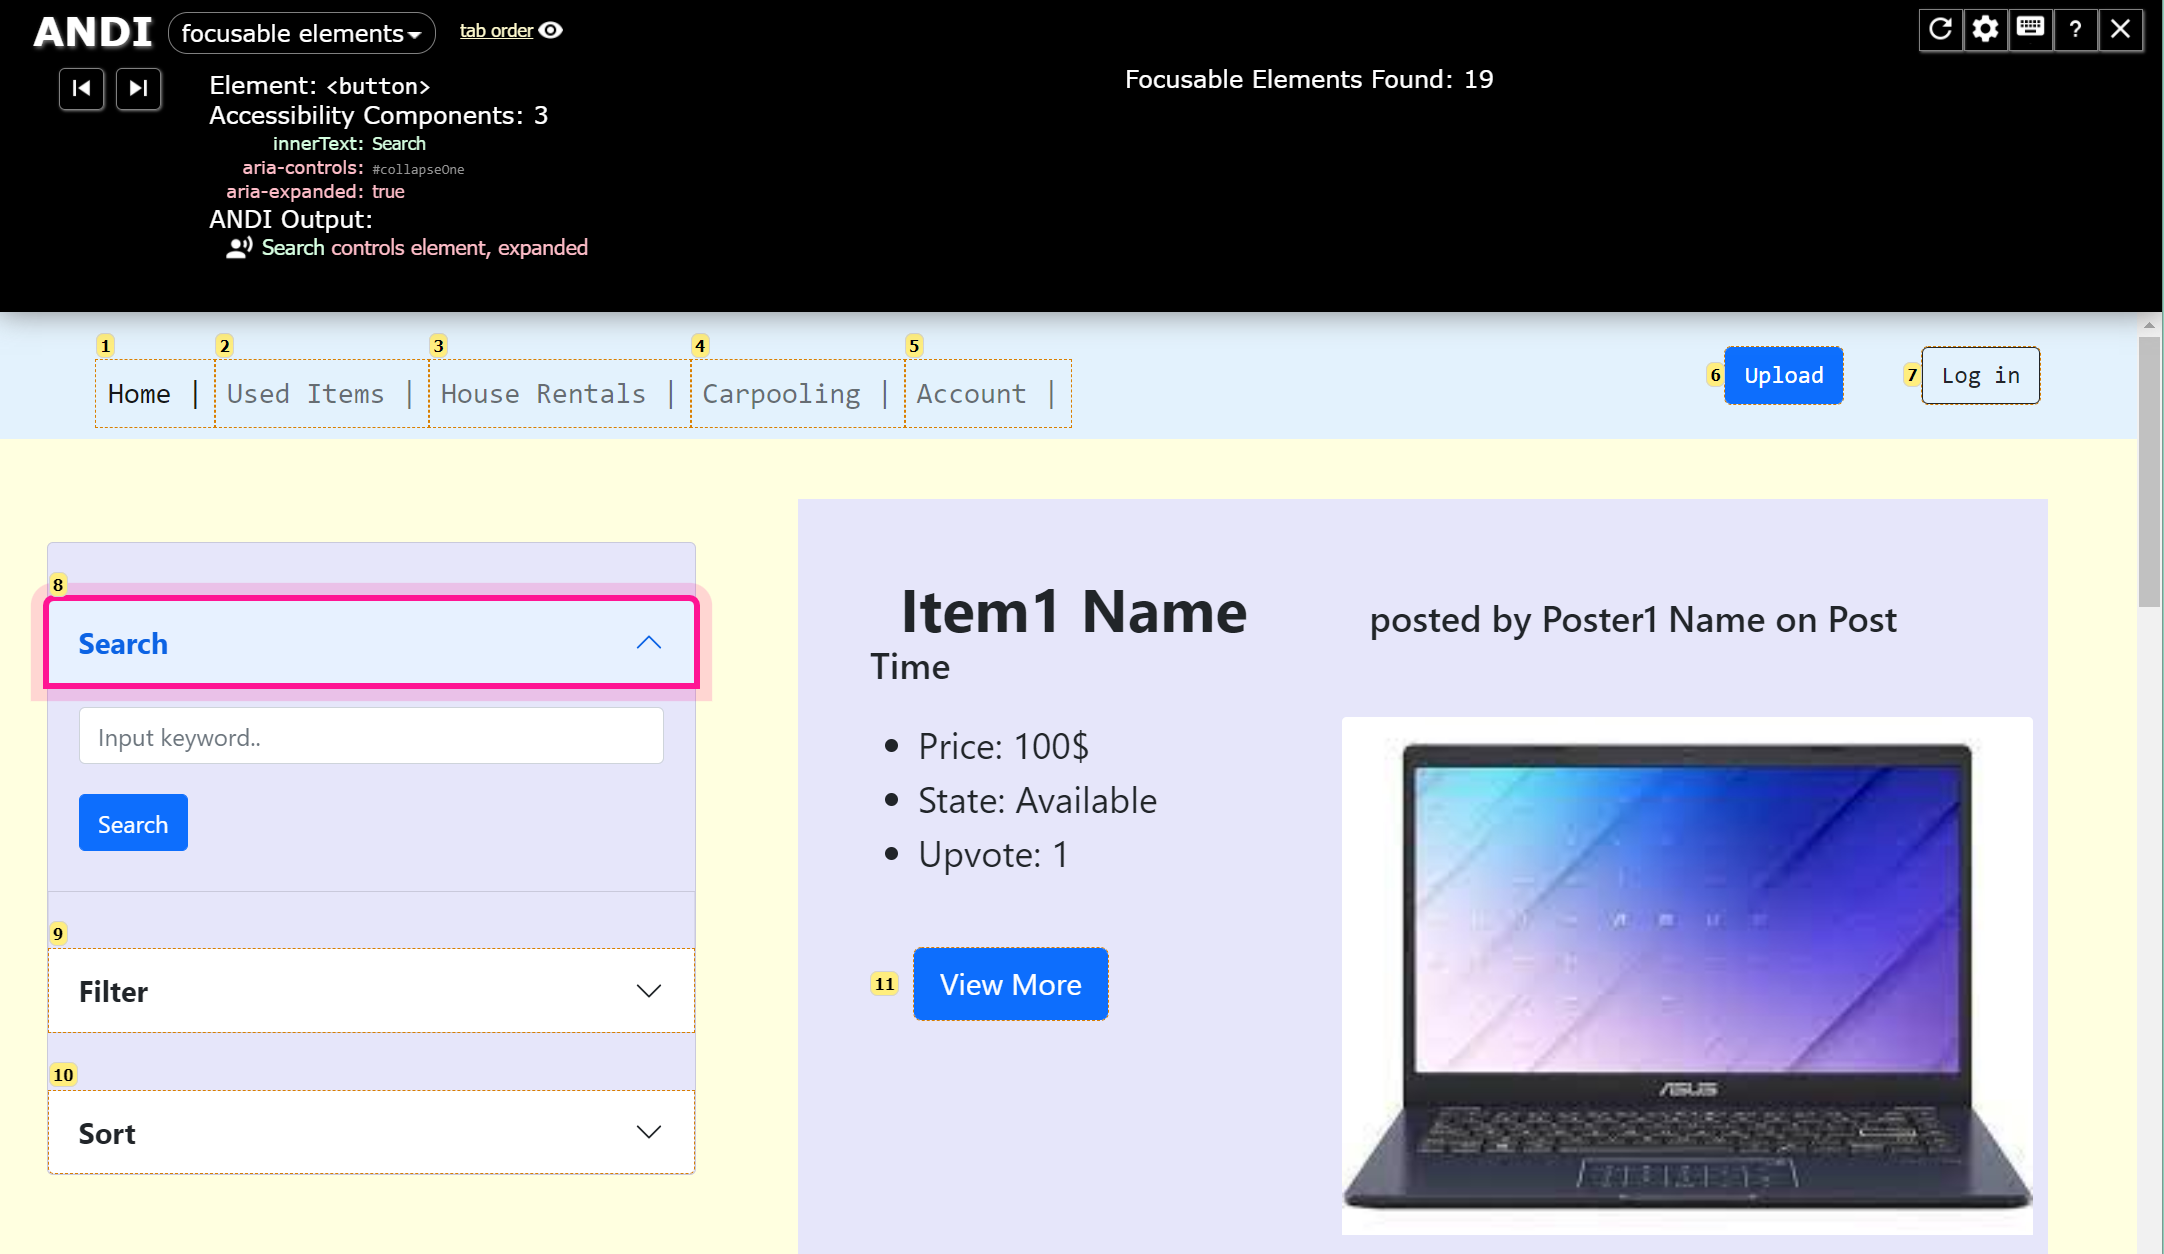 ANDI focusable elements tab order ?
Element: <button>
Accessibility Components: 3
innerText: Search
aria-controls: #collapseOne
aria-expanded: true
ANDI Output:
Search controls element, expanded
Focusable Elements Found: 19
1 2 3 4 5
Home | Used Items | House Rentals | Carpooling | Account |
6 Upload 7 Log in
8
Search
Input keyword..
Search
9
Filter
10
Sort
Item1 Name posted by Poster1 Name on Post
Time
• Price: 100$
• State: Available
• Upvote: 1
11 View More
ASUS